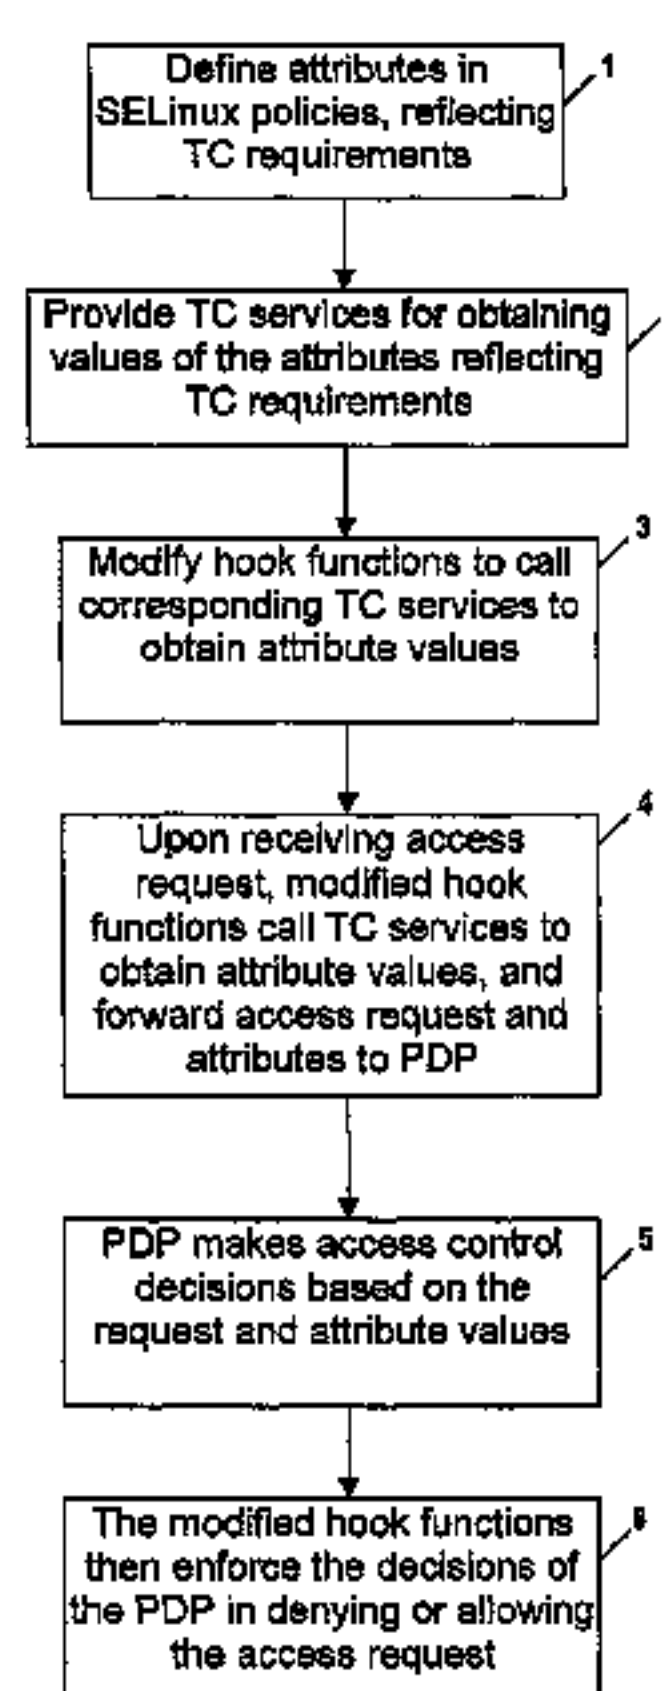 Define attributes in
SELinux policies, reflecting
TC requirements
1
Provide TC services for obtaining
values of the attributes reflecting
TC requirements
Modify hook functions to call
corresponding TC services to
obtain attribute values
3
Upon receiving access
request, modified hook
functions call TC services to
obtain attribute values, and
forward access request and
attributes to PDP
4
PDP makes access control
decisions based on the
request and attribute values
5
The modified hook functions
then enforce the decisions of
the PDP in denying or allowing
the access request
6